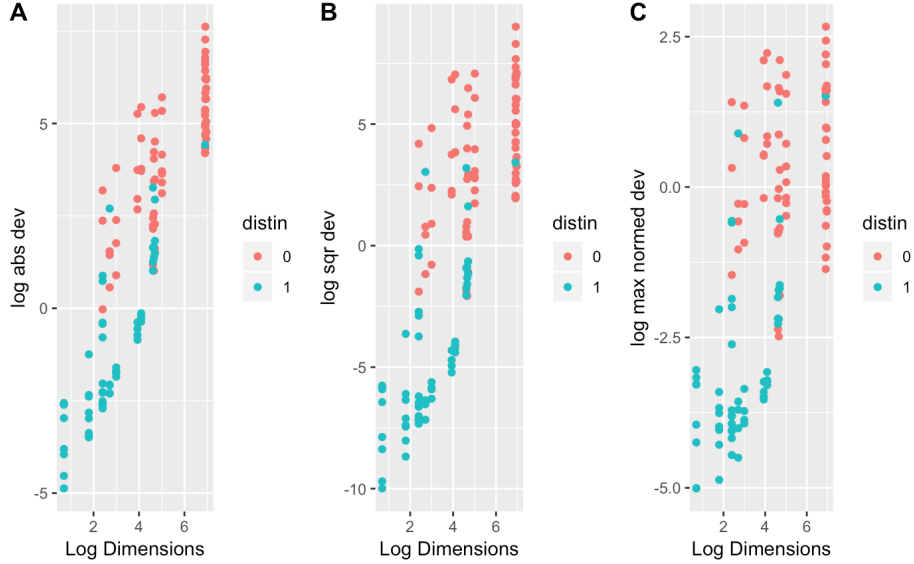 A
log abs dev
5
0
-5
2 4 6
Log Dimensions
distin
0
1
B
log sqr dev
5
0
-5
-10
2 4 6
Log Dimensions
distin
0
1
C
log max normed dev
2.5
0.0
-2.5
-5.0
2 4 6
Log Dimensions
distin
0
1